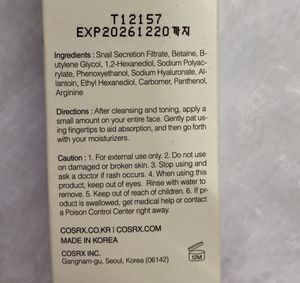 T12157
EXP20261220까지
Ingredients : Snail Secretion Filtrate, Betaine, B-
utylene Glycol, 1,2-Hexanediol, Sodium Polyac-
rylate, Phenoxyethanol, Sodium Hyaluronate, Al-
lantoin, Ethyl Hexanediol, Carbomer, Panthenol,
Arginine
Directions : After cleansing and toning, apply a
small amount on your entire face. Gently pat us-
ing fingertips to aid absorption, and then go forth
with your moisturizers.
Caution : 1. For external use only. 2. Do not use
on damaged or broken skin. 3. Stop using and
ask a doctor if rash occurs. 4. When using this
product, keep out of eyes. Rinse with water to
remove. 5. Keep out of reach of children. 6. If pr-
oduct is swallowed, get medical help or contact
a Poison Control Center right away.
COSRX.CO.KR I COSRX.COM
MADE IN KOREA
COSRX INC.
Gangnam-gu, Seoul, Korea (06142)
12M